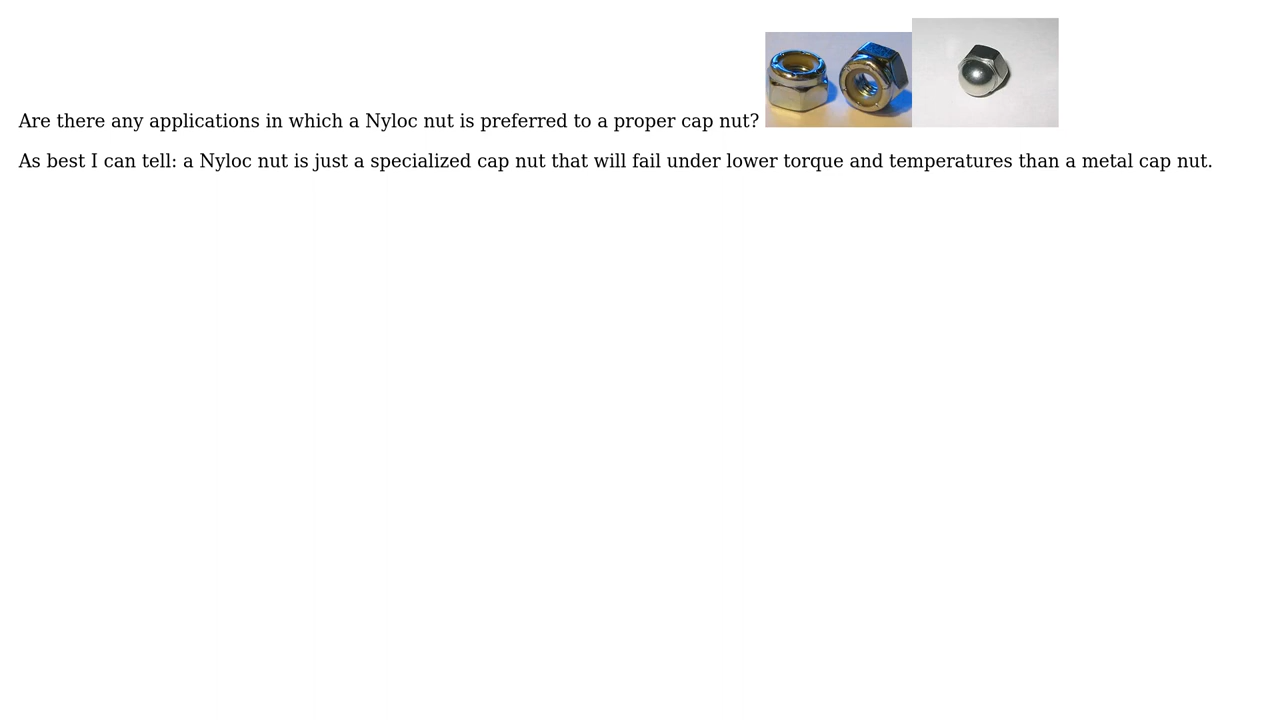 Are there any applications in which a Nyloc nut is preferred to a proper cap nut?
As best I can tell: a Nyloc nut is just a specialized cap nut that will fail under lower torque and temperatures than a metal cap nut.